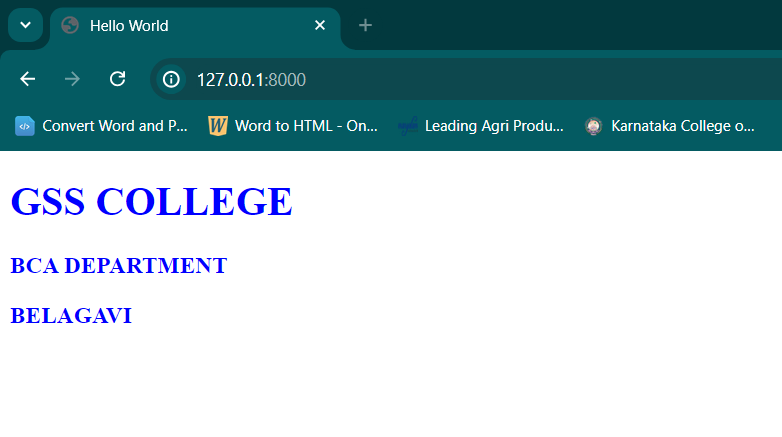 Hello World
127.0.0.1:8000
Convert Word and P... Word to HTML - On... Leading Agri Produ... Karnataka College o...
GSS COLLEGE
BCA DEPARTMENT
BELAGAVI